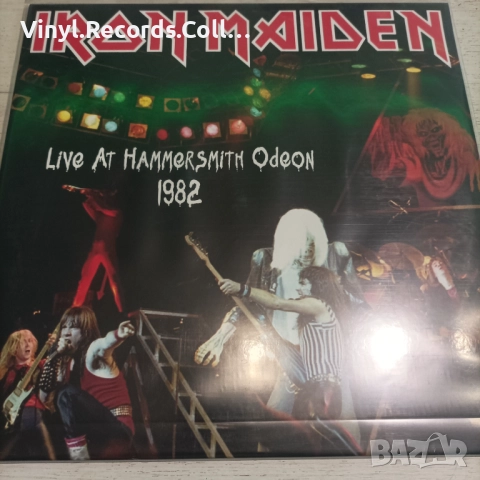 Vinyl.Records.Coll...
IRON MAIDEN
Live At Hammersmith Odeon
1982
BAZAR